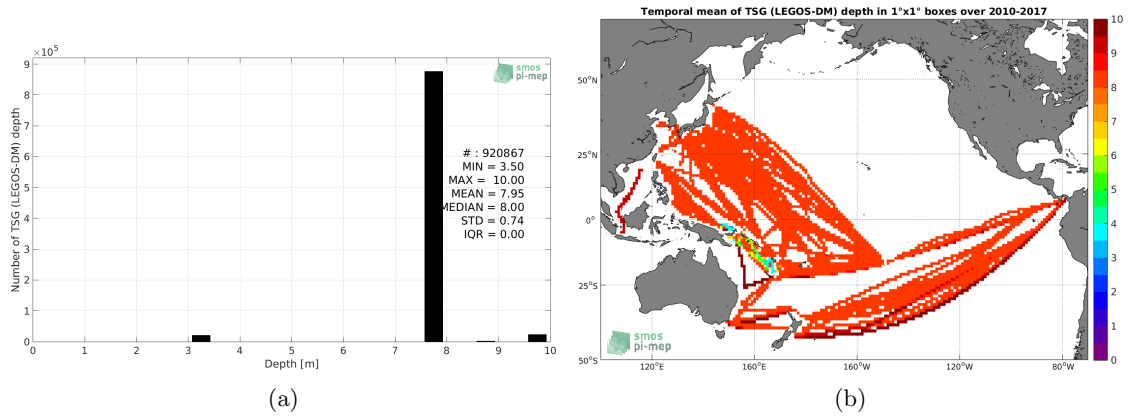 ×10⁵
9
8
7
6
5
4
3
2
1
0
Number of TSG (LEGOS-DM) depth
smos
pi-mep
# : 920867
MIN = 3.50
MAX = 10.00
MEAN = 7.95
MEDIAN = 8.00
STD = 0.74
IQR = 0.00
0 1 2 3 4 5 6 7 8 9 10
Depth [m]
(a)
Temporal mean of TSG (LEGOS-DM) depth in 1°x1° boxes over 2010-2017
50°N
25°N
0°
25°S
50°S
smos
pi-mep
120°E 160°E 160°W 120°W 80°W
10
9
8
7
6
5
4
3
2
1
0
(b)